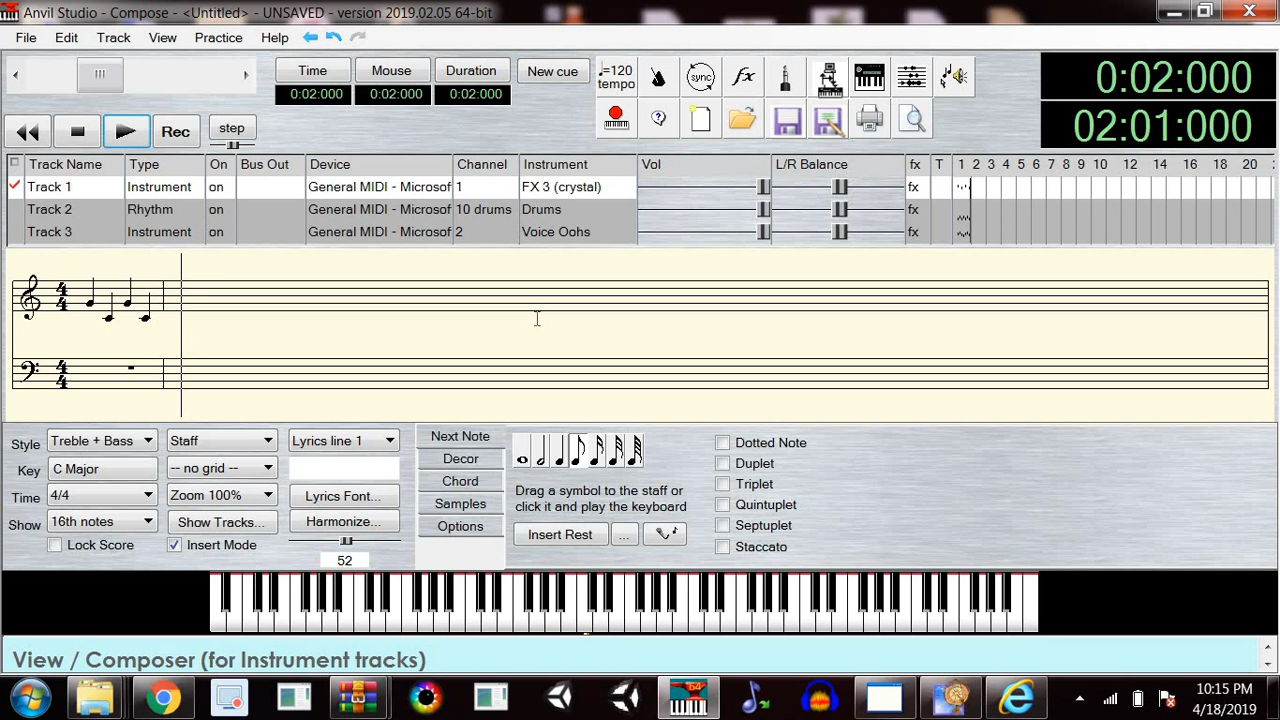 Anvil Studio - Compose - <Untitled> - UNSAVED - version 2019.02.05 64-bit
File Edit Track View Practice Help
Time Mouse Duration New cue
0:02:000 0:02:000 0:02:000
♩=120 tempo sync fx
0:02:000
02:01:000
Rec step
Track Name Type On Bus Out Device Channel Instrument Vol L/R Balance fx T 1 2 3 4 5 6 7 8 9 10 12 14 16 18 20
Track 1 Instrument on General MIDI - Microsof 1 FX 3 (crystal) fx
Track 2 Rhythm on General MIDI - Microsof 10 drums Drums fx
Track 3 Instrument on General MIDI - Microsof 2 Voice Oohs fx
4/4
4/4
Style Treble + Bass Staff Lyrics line 1
Key C Major -- no grid --
Time 4/4 Zoom 100% Lyrics Font...
Show 16th notes Show Tracks... Harmonize...
Lock Score Insert Mode 52
Next Note
Decor
Chord
Samples
Options
Drag a symbol to the staff or
click it and play the keyboard
Insert Rest ...
Dotted Note
Duplet
Triplet
Quintuplet
Septuplet
Staccato
View / Composer (for Instrument tracks)
64
10:15 PM
4/18/2019